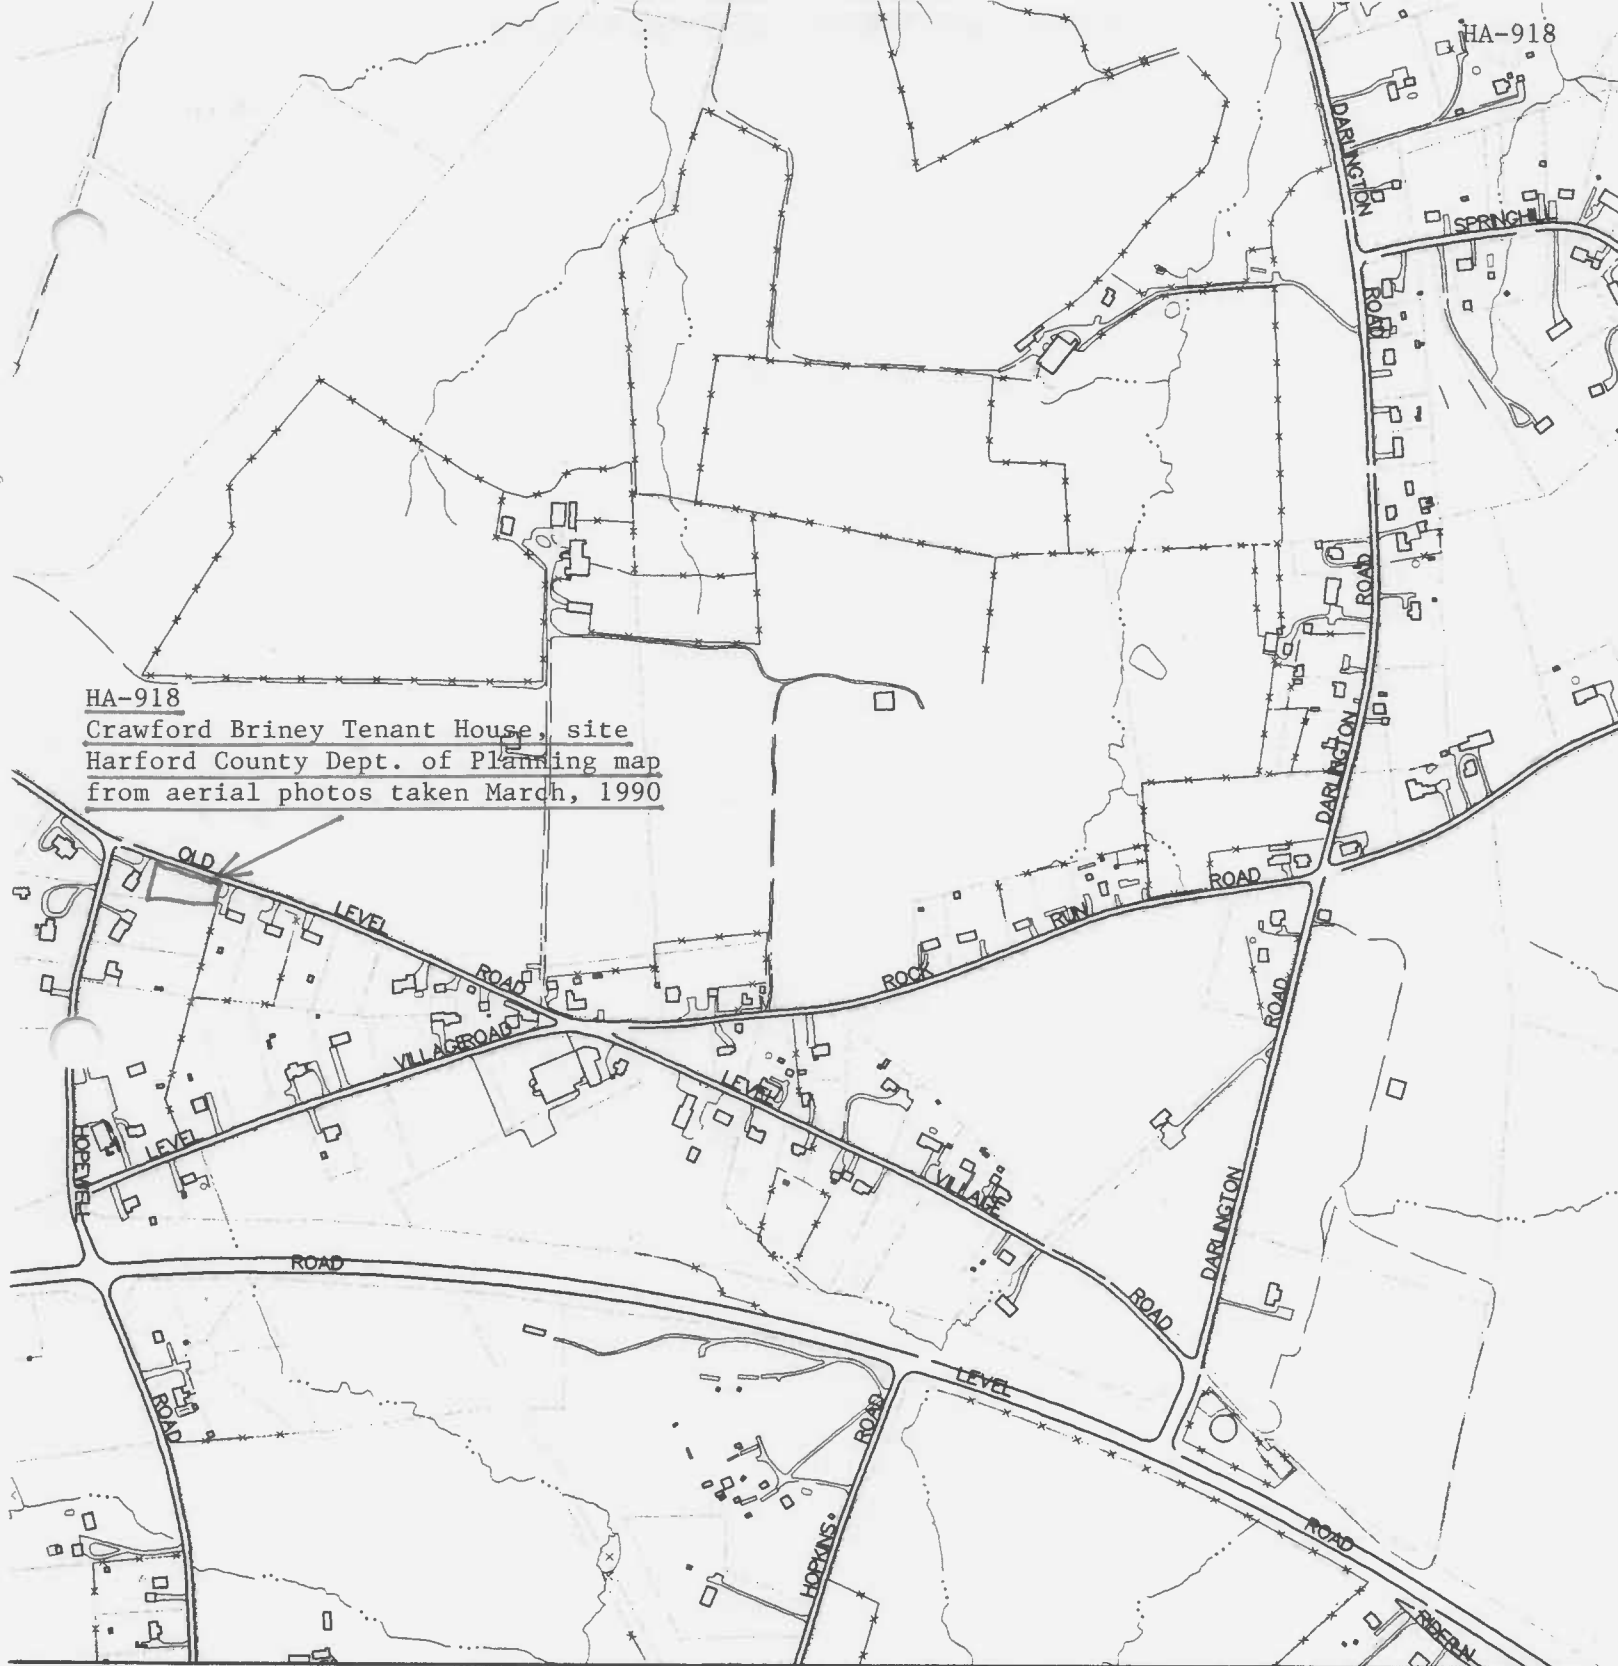 HA-918
DARLINGTON
SPRINGHILL
ROAD
ROAD
HA-918
Crawford Briney Tenant House, site
Harford County Dept. of Planning map
from aerial photos taken March, 1990
DARLINGTON
OLD
LEVEL
ROAD
ROCK
RUN
ROAD
ROAD
VILLAGE ROAD
LEVEL
LEVEL
VILLAGE
ROAD
HOPEWELL
DARLINGTON
ROAD
LEVEL
ROAD
ROAD
ROAD
HOPKINS